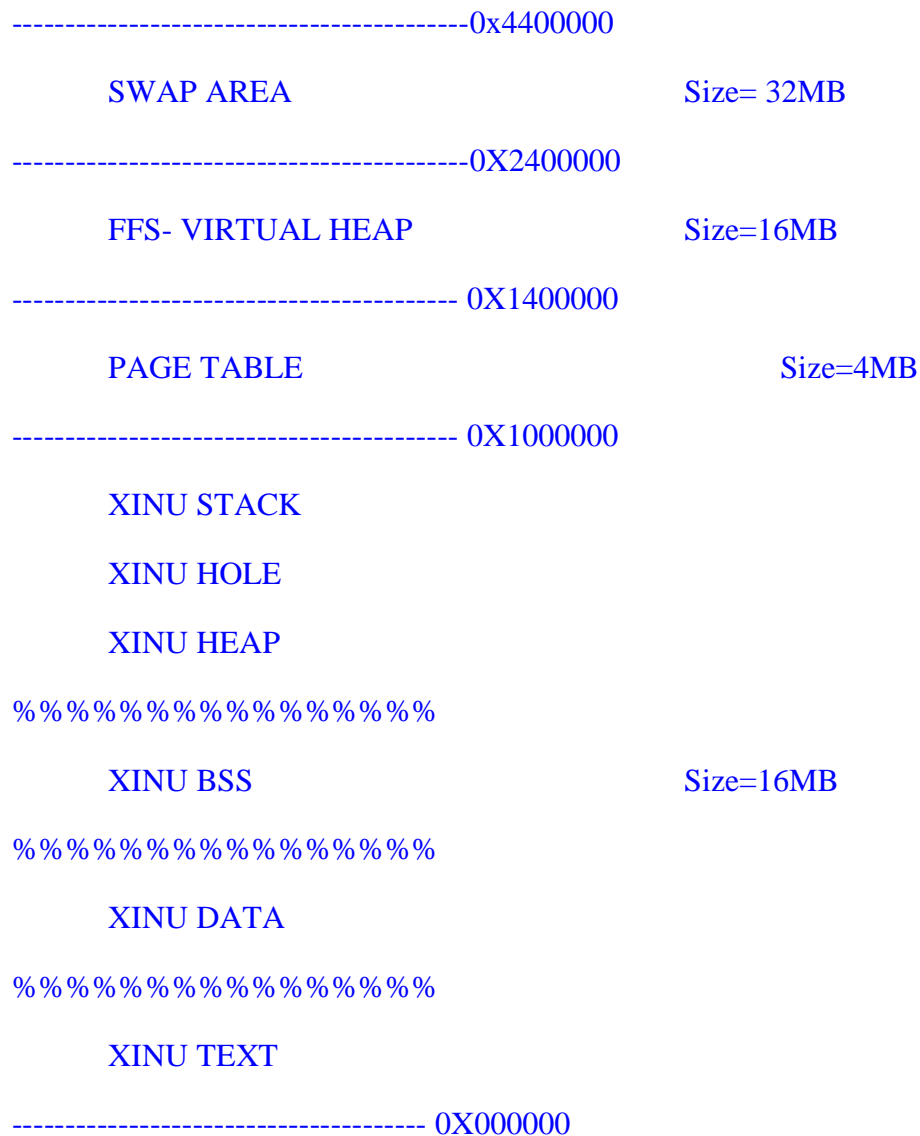 -------------------------------------------0x4400000
SWAP AREA Size= 32MB
-------------------------------------------0X2400000
FFS- VIRTUAL HEAP Size=16MB
------------------------------------------ 0X1400000
PAGE TABLE Size=4MB
------------------------------------------ 0X1000000
XINU STACK
XINU HOLE
XINU HEAP
%%%%%%%%%%%%%%%%
XINU BSS Size=16MB
%%%%%%%%%%%%%%%%
XINU DATA
%%%%%%%%%%%%%%%%
XINU TEXT
--------------------------------------- 0X000000